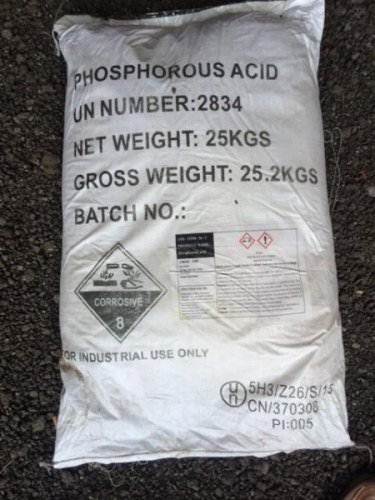 PHOSPHOROUS ACID
UN NUMBER:2834
NET WEIGHT: 25KGS
GROSS WEIGHT: 25.2KGS
BATCH NO.:
CORROSIVE
8
OR INDUSTRIAL USE ONLY
un
5H3/Z26/S/15
CN/370308
PI:005